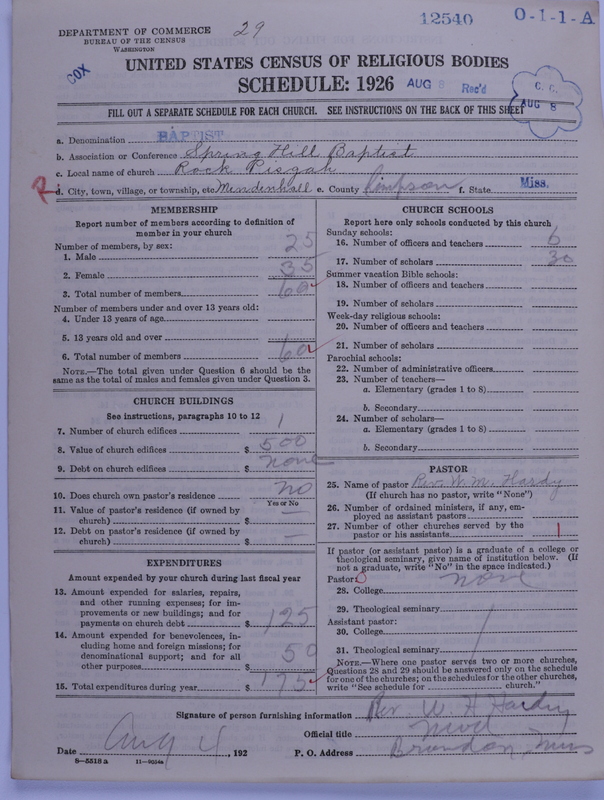 12540 0-1-1-A
29
DEPARTMENT OF COMMERCE
BUREAU OF THE CENSUS
WASHINGTON
COX
UNITED STATES CENSUS OF RELIGIOUS BODIES
SCHEDULE: 1926 AUG 8 Rec'd
C. C. AUG 8
FILL OUT A SEPARATE SCHEDULE FOR EACH CHURCH. SEE INSTRUCTIONS ON THE BACK OF THIS SHEET
a. Denomination BAPTIST
b. Association or Conference Spring Hill Baptist
c. Local name of church Rock Pisgah
R d. City, town, village, or township, etc. Mendenhall e. County Simpson f. State Miss.
MEMBERSHIP
Report number of members according to definition of
member in your church
Number of members, by sex:
1. Male 25
2. Female 35
3. Total number of members 60
Number of members under and over 13 years old:
4. Under 13 years of age
5. 13 years old and over
6. Total number of members 60
NOTE.—The total given under Question 6 should be the
same as the total of males and females given under Question 3.
CHURCH BUILDINGS
See instructions, paragraphs 10 to 12
7. Number of church edifices 1
8. Value of church edifices $ 500
9. Debt on church edifices $ none
10. Does church own pastor's residence no
Yes or No
11. Value of pastor's residence (if owned by
church) $ —
12. Debt on pastor's residence (if owned by
church) $ —
EXPENDITURES
Amount expended by your church during last fiscal year
13. Amount expended for salaries, repairs,
and other running expenses; for im-
provements or new buildings; and for
payments on church debt $ 125
14. Amount expended for benevolences, in-
cluding home and foreign missions; for
denominational support; and for all
other purposes $ 50
15. Total expenditures during year $ 175
CHURCH SCHOOLS
Report here only schools conducted by this church
Sunday schools:
16. Number of officers and teachers 6
17. Number of scholars 30
Summer vacation Bible schools:
18. Number of officers and teachers
19. Number of scholars
Week-day religious schools:
20. Number of officers and teachers
21. Number of scholars
Parochial schools:
22. Number of administrative officers
23. Number of teachers—
a. Elementary (grades 1 to 8)
b. Secondary
24. Number of scholars—
a. Elementary (grades 1 to 8)
b. Secondary
PASTOR
25. Name of pastor Rev. W. M. Hardy
(If church has no pastor, write "None")
26. Number of ordained ministers, if any, em-
ployed as assistant pastors
27. Number of other churches served by the
pastor or his assistants 1
If pastor (or assistant pastor) is a graduate of a college or
theological seminary, give name of institution below. (If
not a graduate, write "No" in the space indicated.)
Pastor: 0 none
28. College
29. Theological seminary
Assistant pastor:
30. College
31. Theological seminary
NOTE.—Where one pastor serves two or more churches,
Questions 28 and 29 should be answered only on the schedule
for one of the churches; on the schedules for the other churches,
write "See schedule for church."
Signature of person furnishing information Rev. W. H. Hardy
Official title
Date Aug 4, 192 P. O. Address Brandon, Miss
8—5518 a 11—9054a